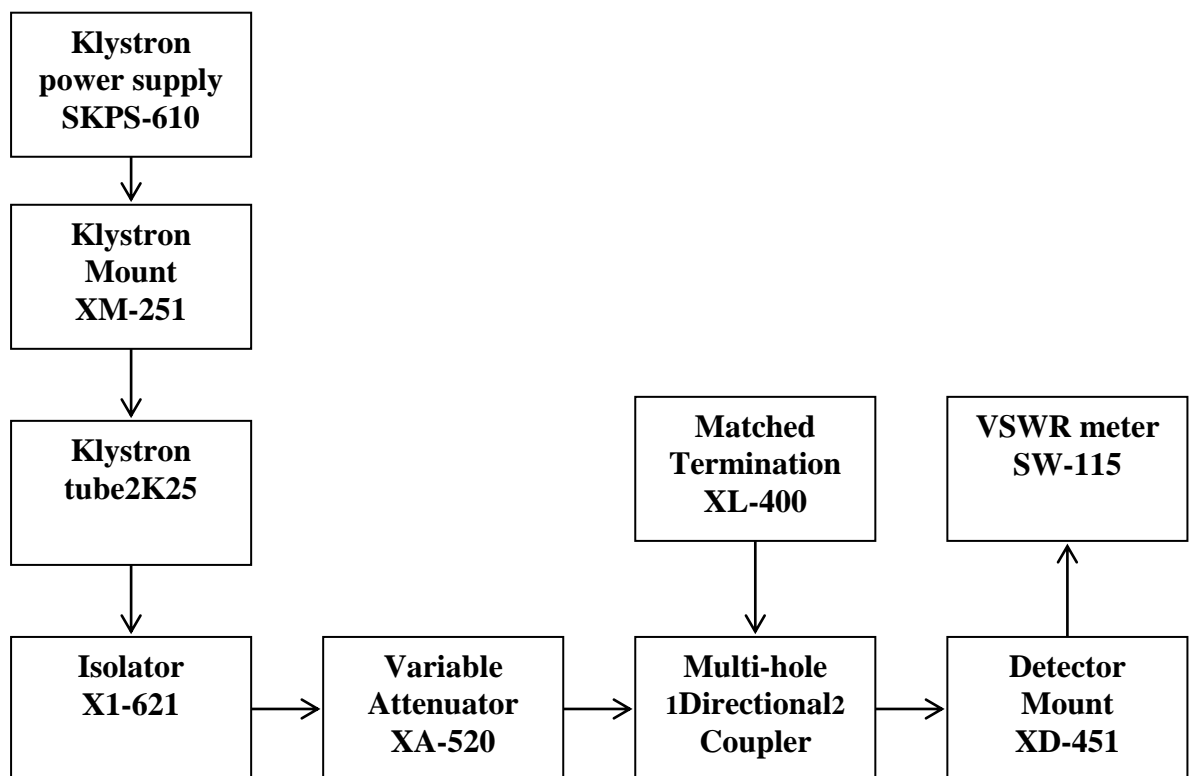 Klystron
power supply
SKPS-610
Klystron
Mount
XM-251
Klystron
tube2K25
Matched
Termination
XL-400
VSWR meter
SW-115
Isolator
X1-621
Variable
Attenuator
XA-520
Multi-hole
1Directional2
Coupler
Detector
Mount
XD-451